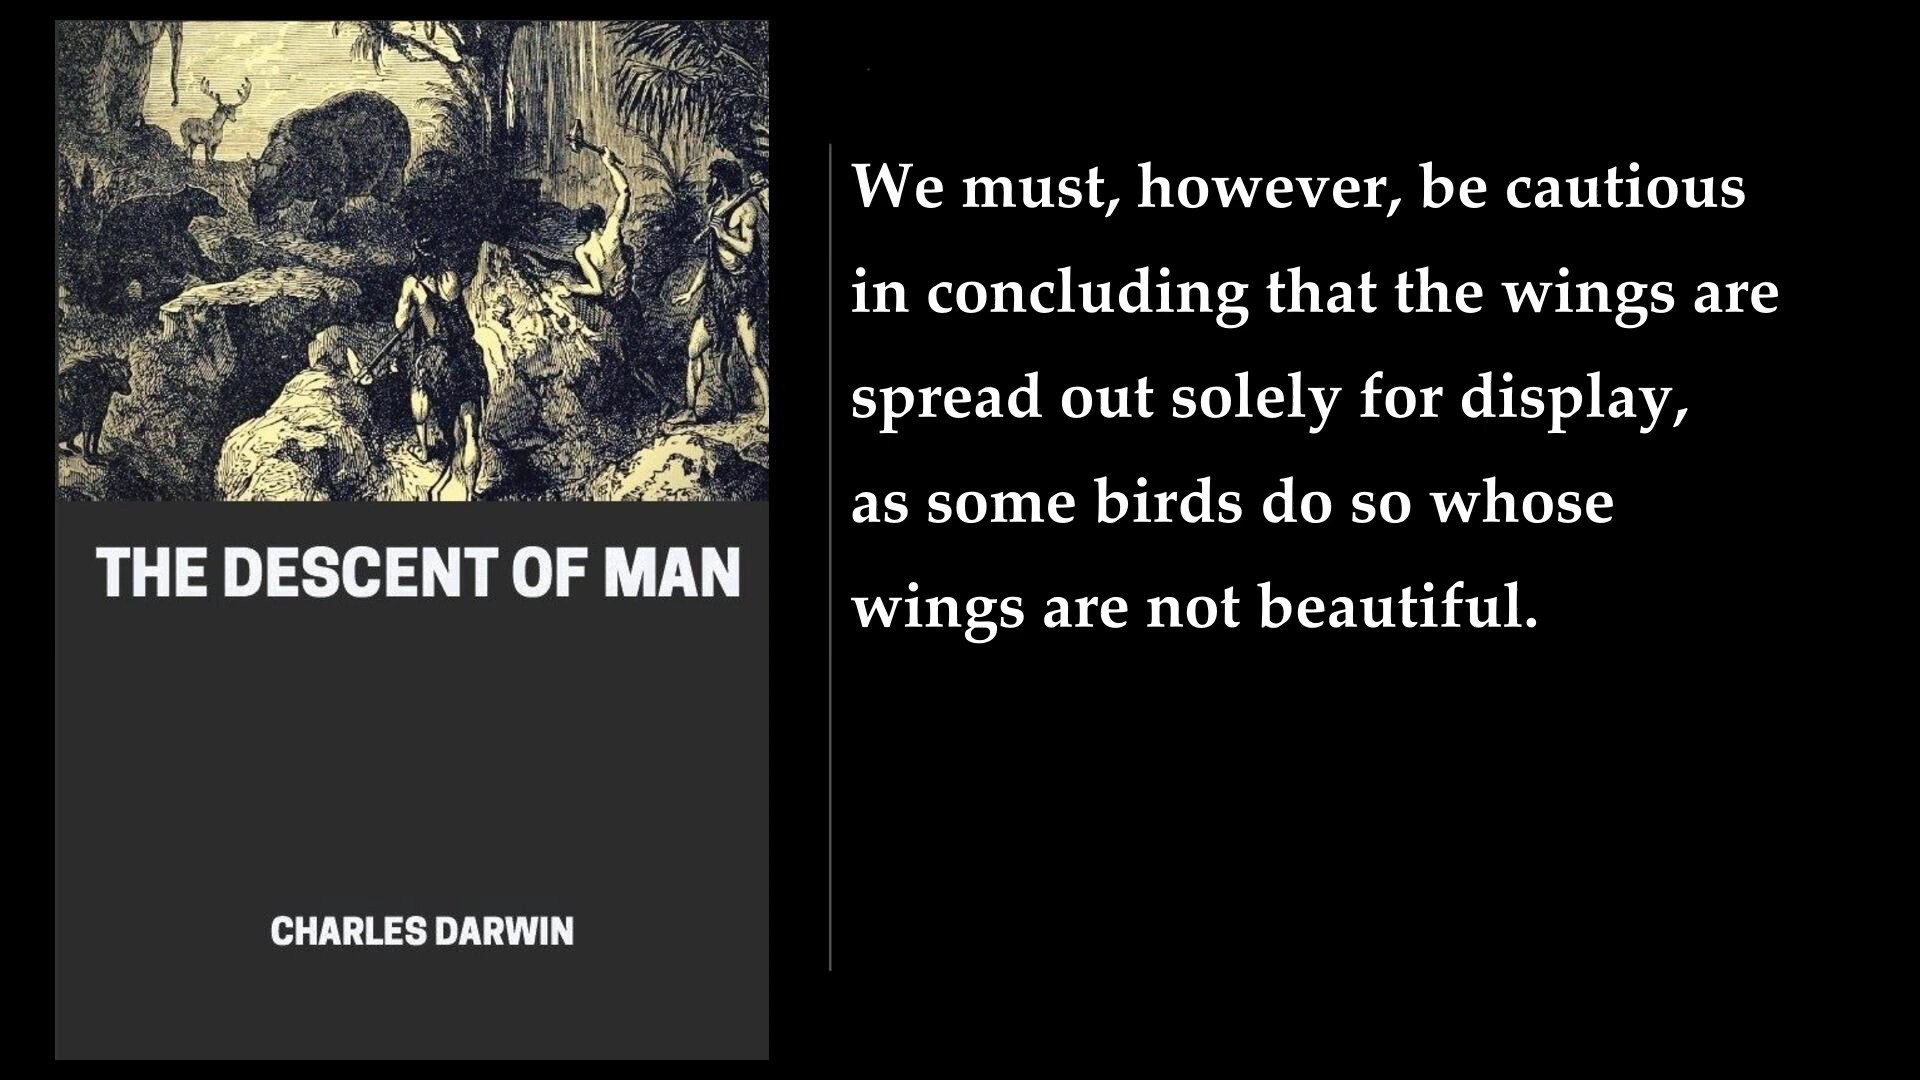 THE DESCENT OF MAN
CHARLES DARWIN
We must, however, be cautious
in concluding that the wings are
spread out solely for display,
as some birds do so whose
wings are not beautiful.